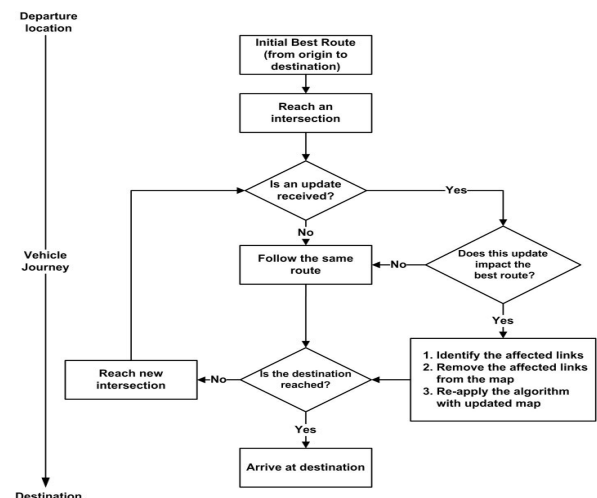 Departure
location
Initial Best Route
(from origin to
destination)
Reach an
intersection
Is an update
received?
Yes
No
Vehicle
Journey
Follow the same
route
No
Does this update
impact the
best route?
Yes
1. Identify the affected links
2. Remove the affected links
from the map
3. Re-apply the algorithm
with updated map
Reach new
intersection
No
Is the destination
reached?
Yes
Arrive at destination
Destination